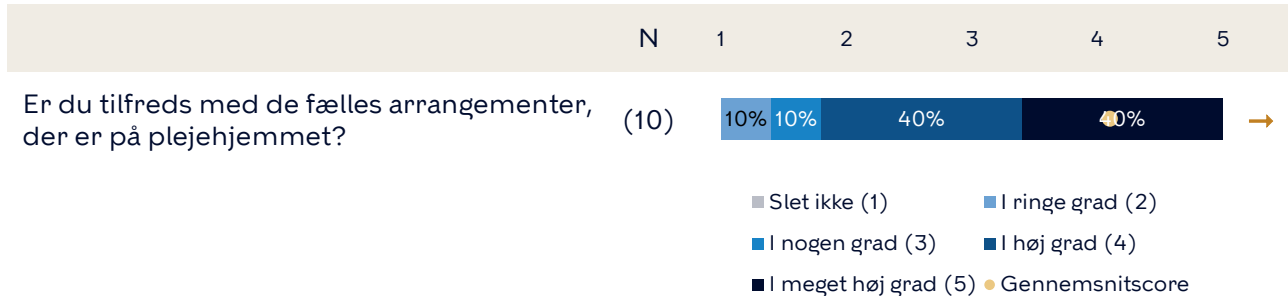 N 1 2 3 4 5
Er du tilfreds med de fælles arrangementer,
der er på plejehjemmet?
(10) 10% 10% 40% 40%
Slet ikke (1) I ringe grad (2)
I nogen grad (3) I høj grad (4)
I meget høj grad (5) Gennemsnitscore